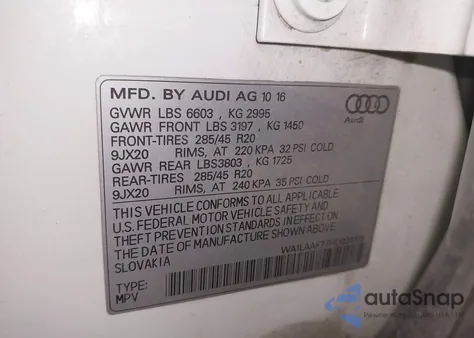 MFD. BY AUDI AG 10 16
GVWR LBS 6603 , KG 2995
GAWR FRONT LBS 3197 , KG 1450
FRONT-TIRES 285/45 R20
9JX20 RIMS, AT 220 KPA 32 PSI COLD
GAWR REAR LBS3803 , KG 1725
REAR-TIRES 285/45 R20
9JX20 RIMS, AT 240 KPA 35 PSI COLD
THIS VEHICLE CONFORMS TO ALL APPLICABLE
U.S. FEDERAL MOTOR VEHICLE SAFETY AND
THEFT PREVENTION STANDARDS IN EFFECT ON
THE DATE OF MANUFACTURE SHOWN ABOVE
SLOVAKIA
TYPE:
MPV
Audi
autoSnap